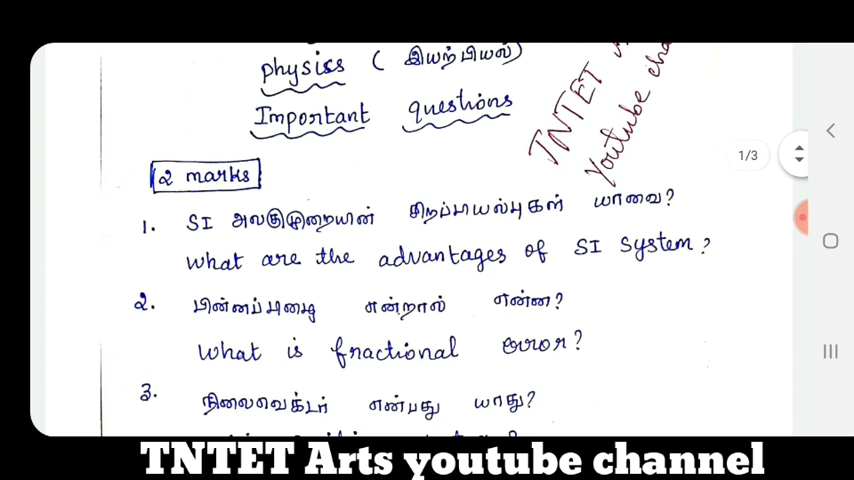 physics ( இயற்பியல்)
Important questions
TNTET
Youtube
2 marks
1/3
1. SI அலகுமுறையின் சிறப்பியல்புகள் யாவை?
What are the advantages of SI System?
2. பின்னப்பிழை என்றால் என்ன?
What is fractional error?
3. நிலைவெக்டர் என்பது யாது?
TNTET Arts youtube channel